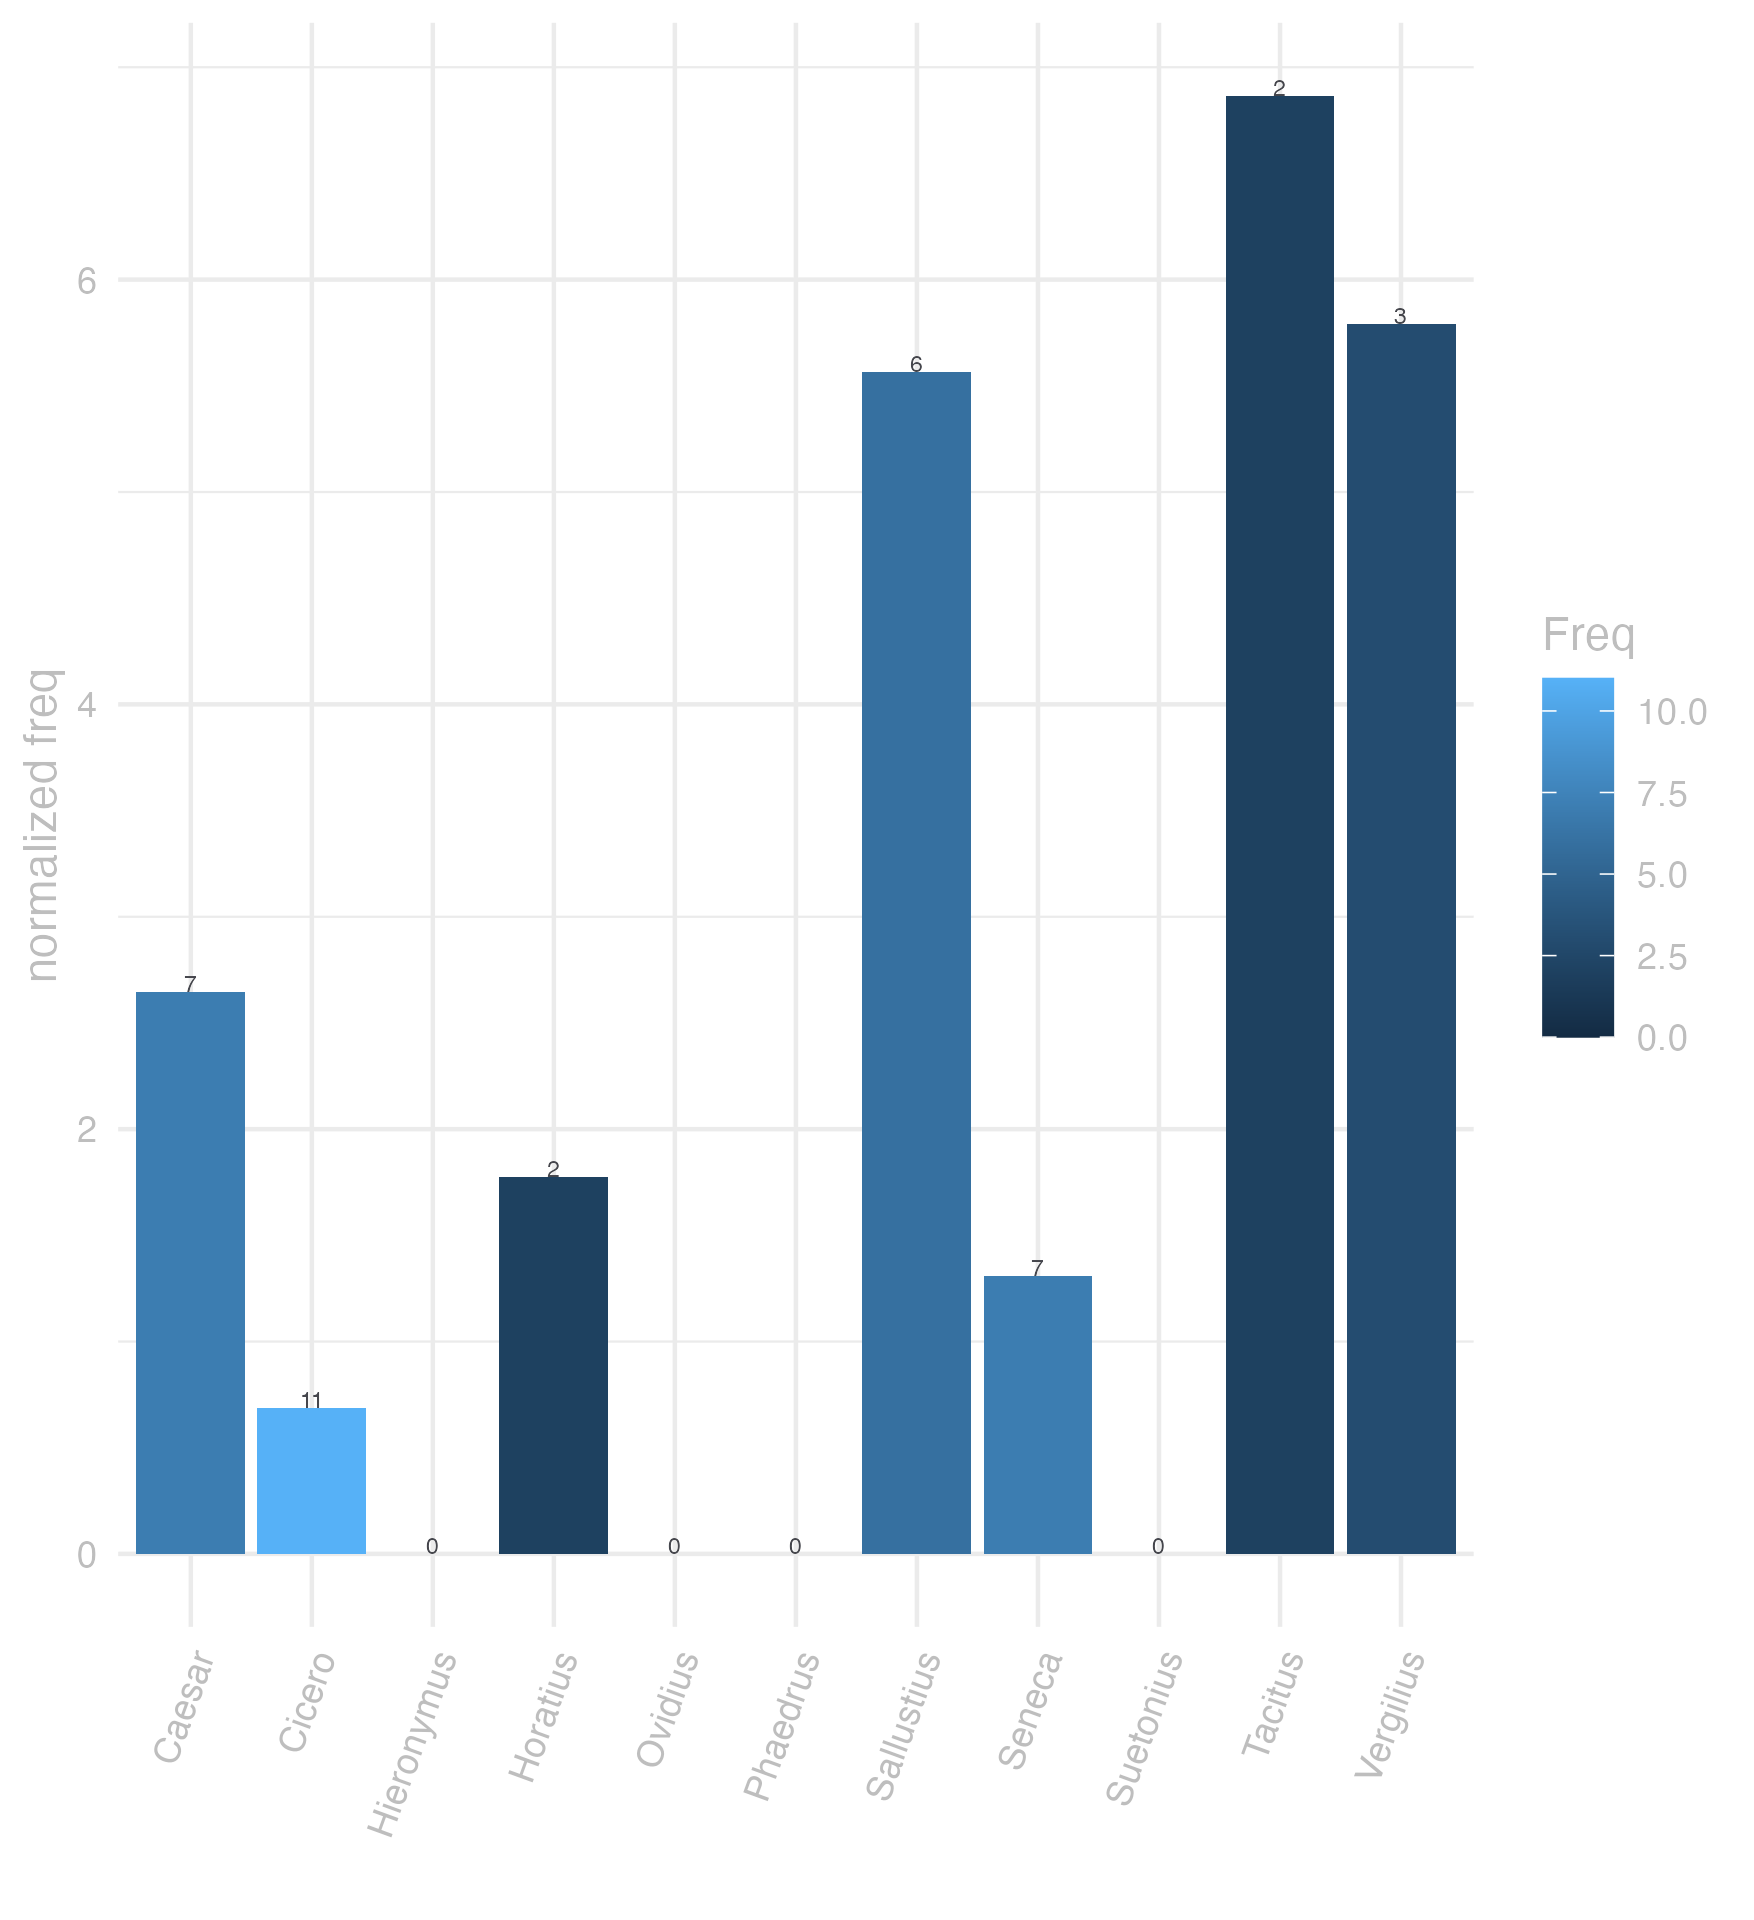 2
6
3
6
Freq
10.0
normalized freq
4
7.5
5.0
2.5
7
0.0
2
2
7
11
0
0
0
0
0
Caesar
Cicero
Hieronymus
Horatius
Ovidius
Phaedrus
Sallustius
Seneca
Suetonius
Tacitus
Vergilius